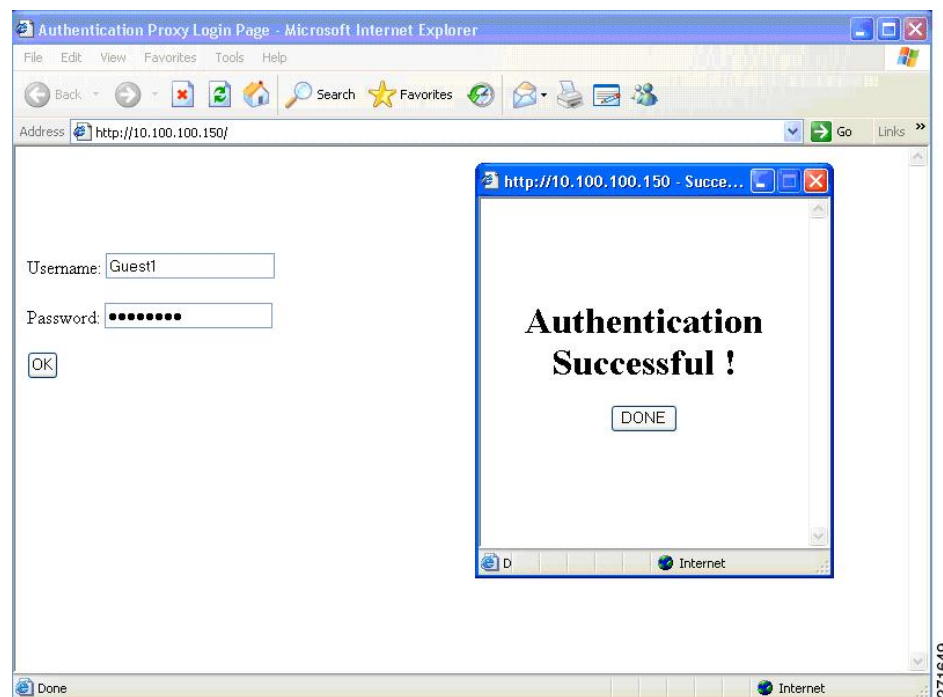 Authentication Proxy Login Page - Microsoft Internet Explorer
File Edit View Favorites Tools Help
Back Search Favorites
Address http://10.100.100.150/ Go Links »
http://10.100.100.150 - Succe...
Username: Guest1
Password: ••••••••
OK
Authentication
Successful !
DONE
D Internet
Done Internet
271649